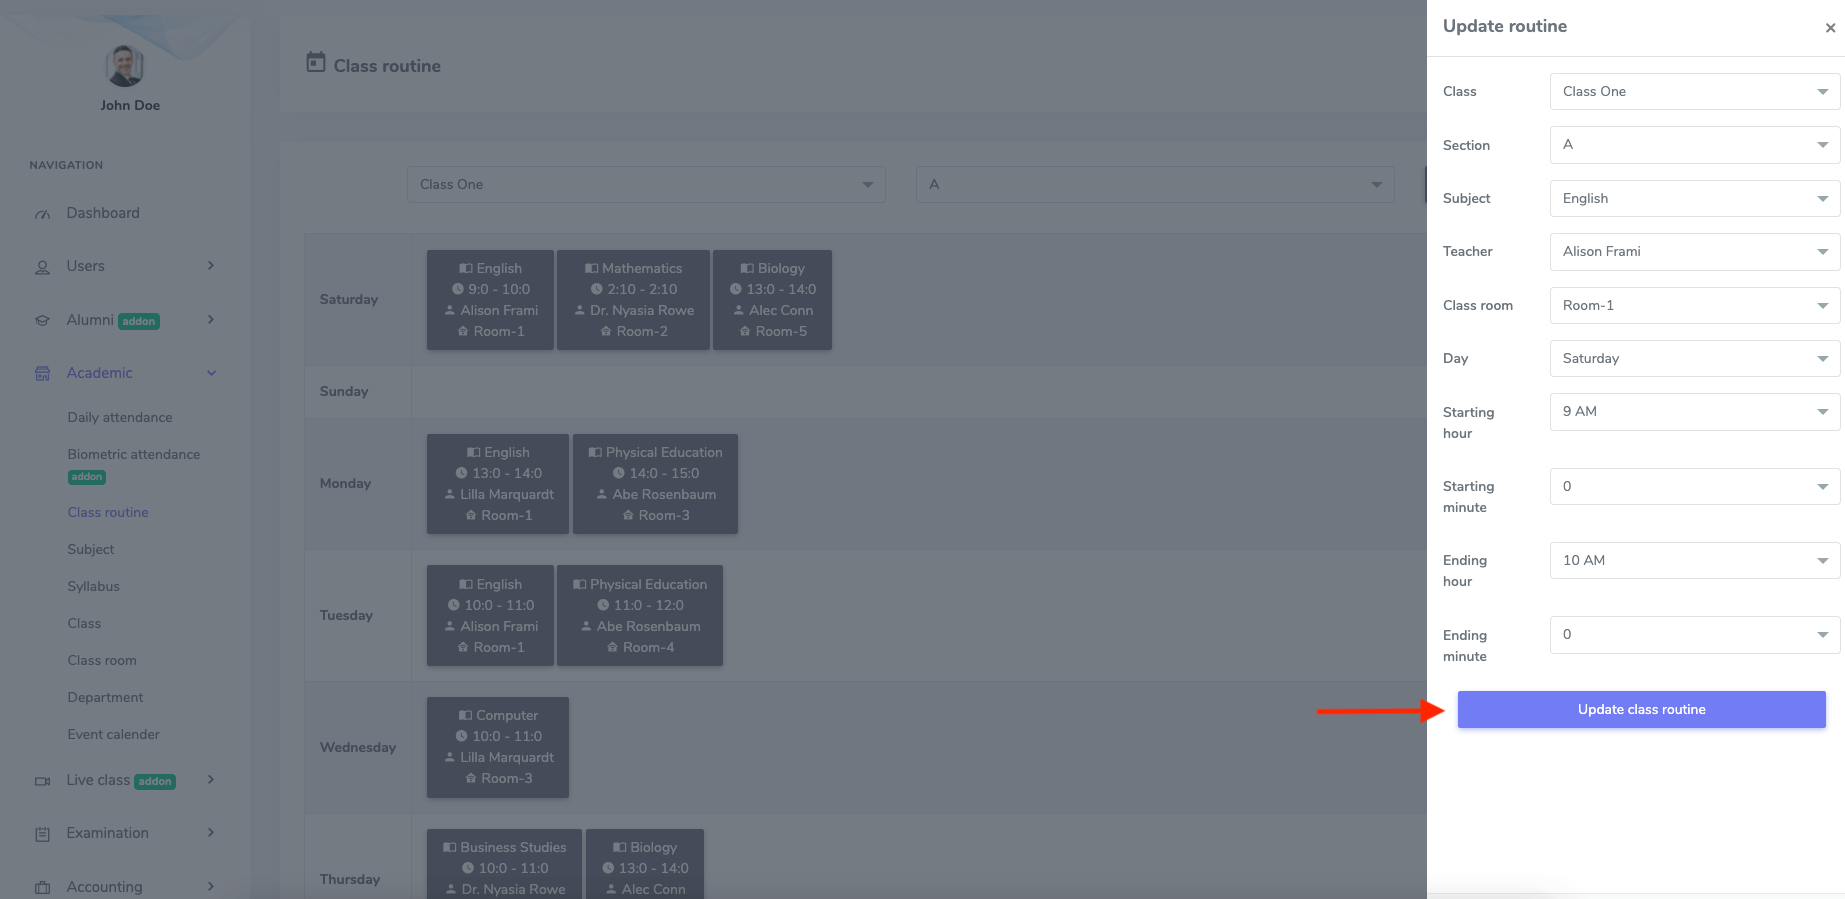 John Doe
NAVIGATION
Dashboard
Users
Alumni addon
Academic
Daily attendance
Biometric attendance
addon
Class routine
Subject
Syllabus
Class
Class room
Department
Event calender
Live class addon
Examination
Accounting
Class routine
Class One
A
Saturday
English
9:0 - 10:0
Alison Frami
Room-1
Mathematics
2:10 - 2:10
Dr. Nyasia Rowe
Room-2
Biology
13:0 - 14:0
Alec Conn
Room-5
Sunday
Monday
English
13:0 - 14:0
Lilla Marquardt
Room-1
Physical Education
14:0 - 15:0
Abe Rosenbaum
Room-3
Tuesday
English
10:0 - 11:0
Alison Frami
Room-1
Physical Education
11:0 - 12:0
Abe Rosenbaum
Room-4
Wednesday
Computer
10:0 - 11:0
Lilla Marquardt
Room-3
Thursday
Business Studies
10:0 - 11:0
Dr. Nyasia Rowe
Biology
13:0 - 14:0
Alec Conn
Update routine
×
Class
Class One
Section
A
Subject
English
Teacher
Alison Frami
Class room
Room-1
Day
Saturday
Starting
hour
9 AM
Starting
minute
0
Ending
hour
10 AM
Ending
minute
0
Update class routine